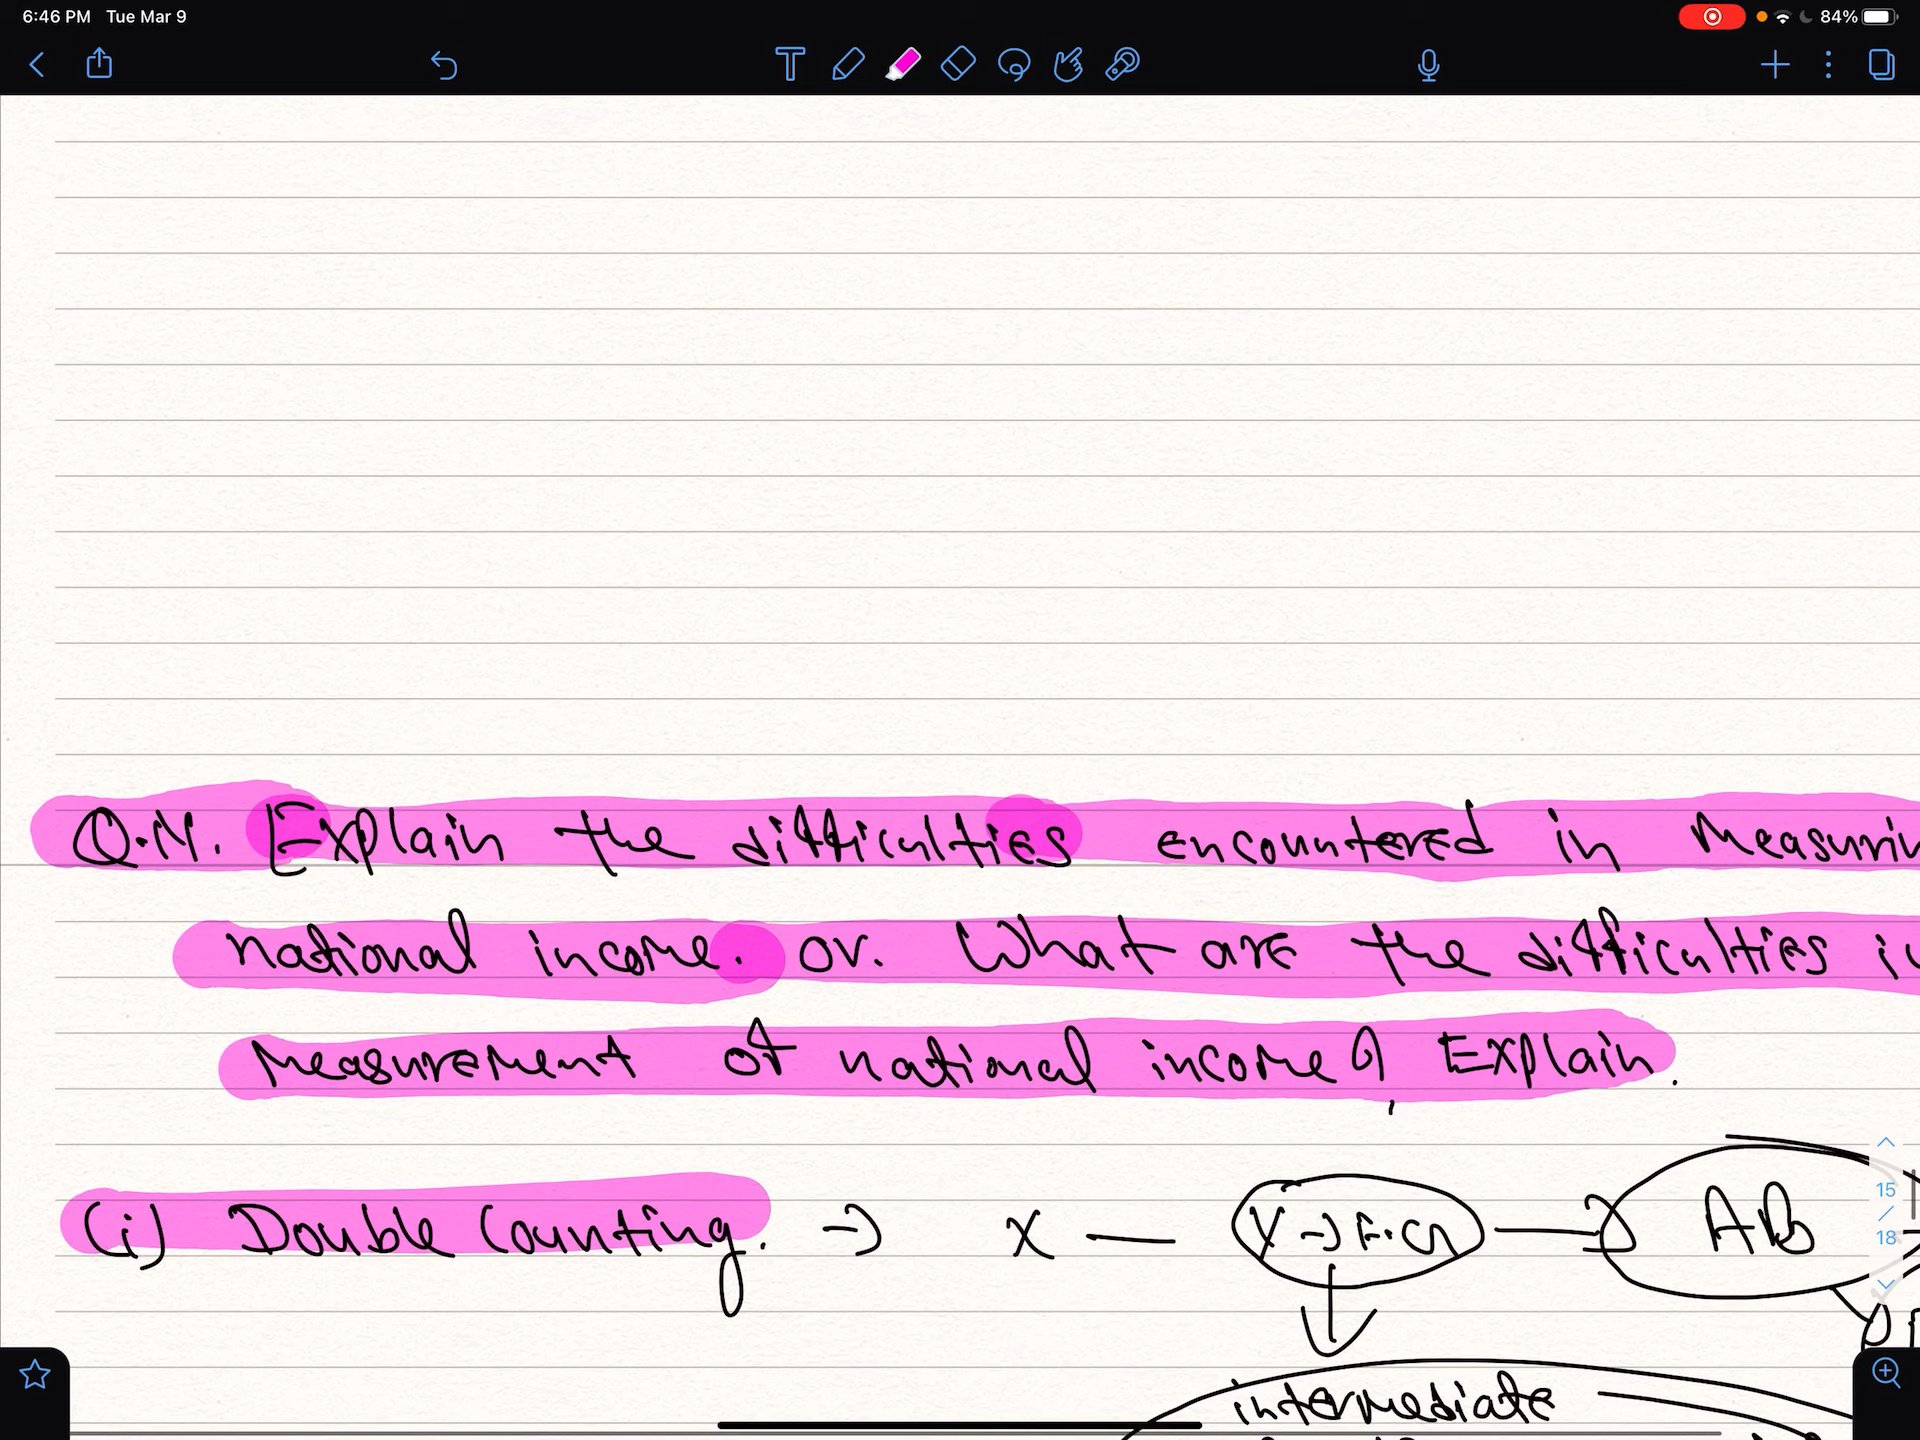 6:46 PM Tue Mar 9
84%
Explain the difficulties encountered in Measurin
national income. or. What are the difficulties in
Measurement of national income? Explain.
(i) Double Counting. → X — Y → → AB
15
/
18
intermediate